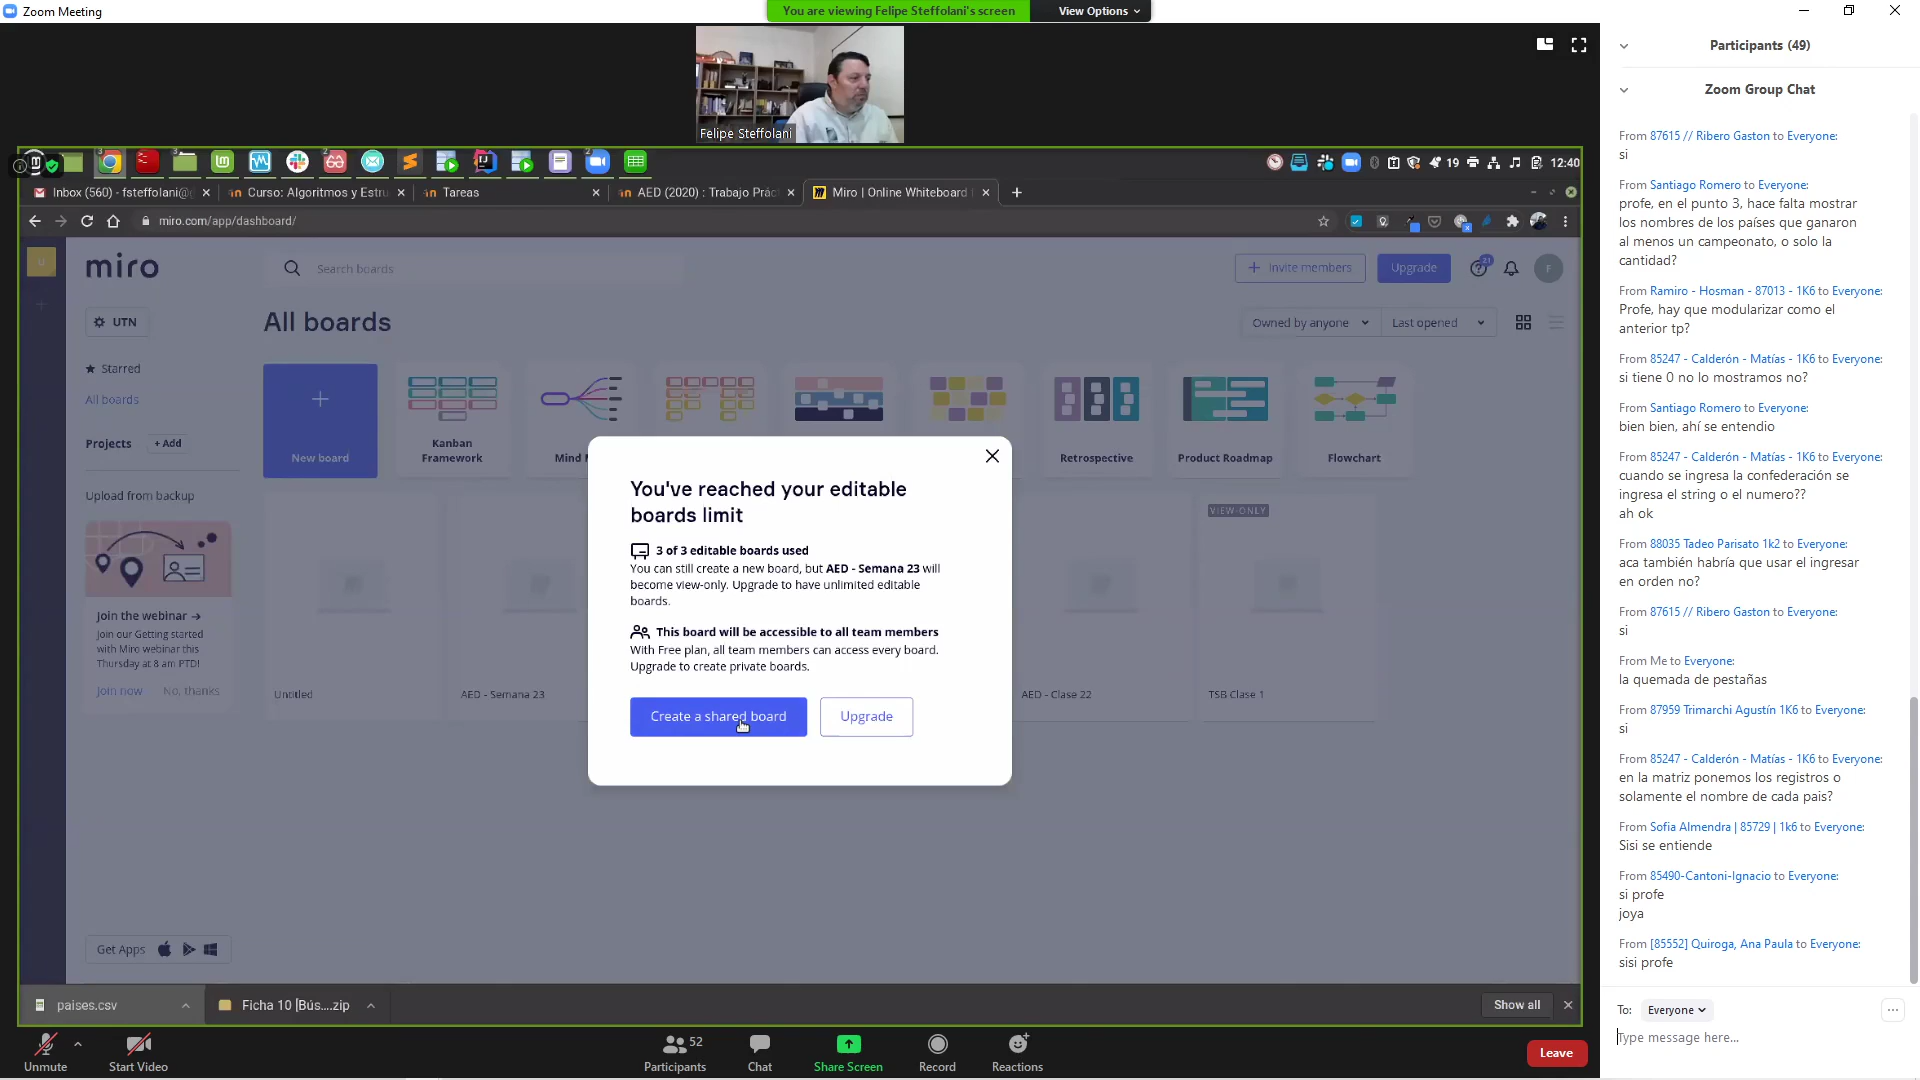 Zoom Meeting
You are viewing Felipe Steffolani's screen
View Options
Felipe Steffolani
12:40
Inbox (560) - fsteffolani@
Curso: Algoritmos y Estru
Tareas
AED (2020) : Trabajo Prác
Miro | Online Whiteboard
miro.com/app/dashboard/
miro
Search boards
Invite members
Upgrade
21
F
UTN
All boards
Owned by anyone
Last opened
Starred
All boards
Projects
+ Add
Upload from backup
New board
Kanban
Framework
Mind
Retrospective
Product Roadmap
Flowchart
Join the webinar →
Join our Getting started
with Miro webinar this
Thursday at 8 am PTD!
Join now
No, thanks
Untitled
AED - Semana 23
AED - Clase 22
VIEW-ONLY
TSB Clase 1
You've reached your editable
boards limit
3 of 3 editable boards used
You can still create a new board, but AED - Semana 23 will
become view-only. Upgrade to have unlimited editable
boards.
This board will be accessible to all team members
With Free plan, all team members can access every board.
Upgrade to create private boards.
Create a shared board
Upgrade
Get Apps
paises.csv
Ficha 10 [Bús....zip
Show all
Unmute
Start Video
52
Participants
Chat
Share Screen
Record
Reactions
Leave
Participants (49)
Zoom Group Chat
From 87615 // Ribero Gaston to Everyone:
si
From Santiago Romero to Everyone:
profe, en el punto 3, hace falta mostrar
los nombres de los países que ganaron
al menos un campeonato, o solo la
cantidad?
From Ramiro - Hosman - 87013 - 1K6 to Everyone:
Profe, hay que modularizar como el
anterior tp?
From 85247 - Calderón - Matías - 1K6 to Everyone:
si tiene 0 no lo mostramos no?
From Santiago Romero to Everyone:
bien bien, ahí se entendio
From 85247 - Calderón - Matías - 1K6 to Everyone:
cuando se ingresa la confederación se
ingresa el string o el numero??
ah ok
From 88035 Tadeo Parisato 1k2 to Everyone:
aca también habría que usar el ingresar
en orden no?
From 87615 // Ribero Gaston to Everyone:
si
From Me to Everyone:
la quemada de pestañas
From 87959 Trimarchi Agustín 1K6 to Everyone:
si
From 85247 - Calderón - Matías - 1K6 to Everyone:
en la matriz ponemos los registros o
solamente el nombre de cada pais?
From Sofia Almendra | 85729 | 1k6 to Everyone:
Sisi se entiende
From 85490-Cantoni-Ignacio to Everyone:
si profe
joya
From [85552] Quiroga, Ana Paula to Everyone:
sisi profe
To: Everyone
Type message here...